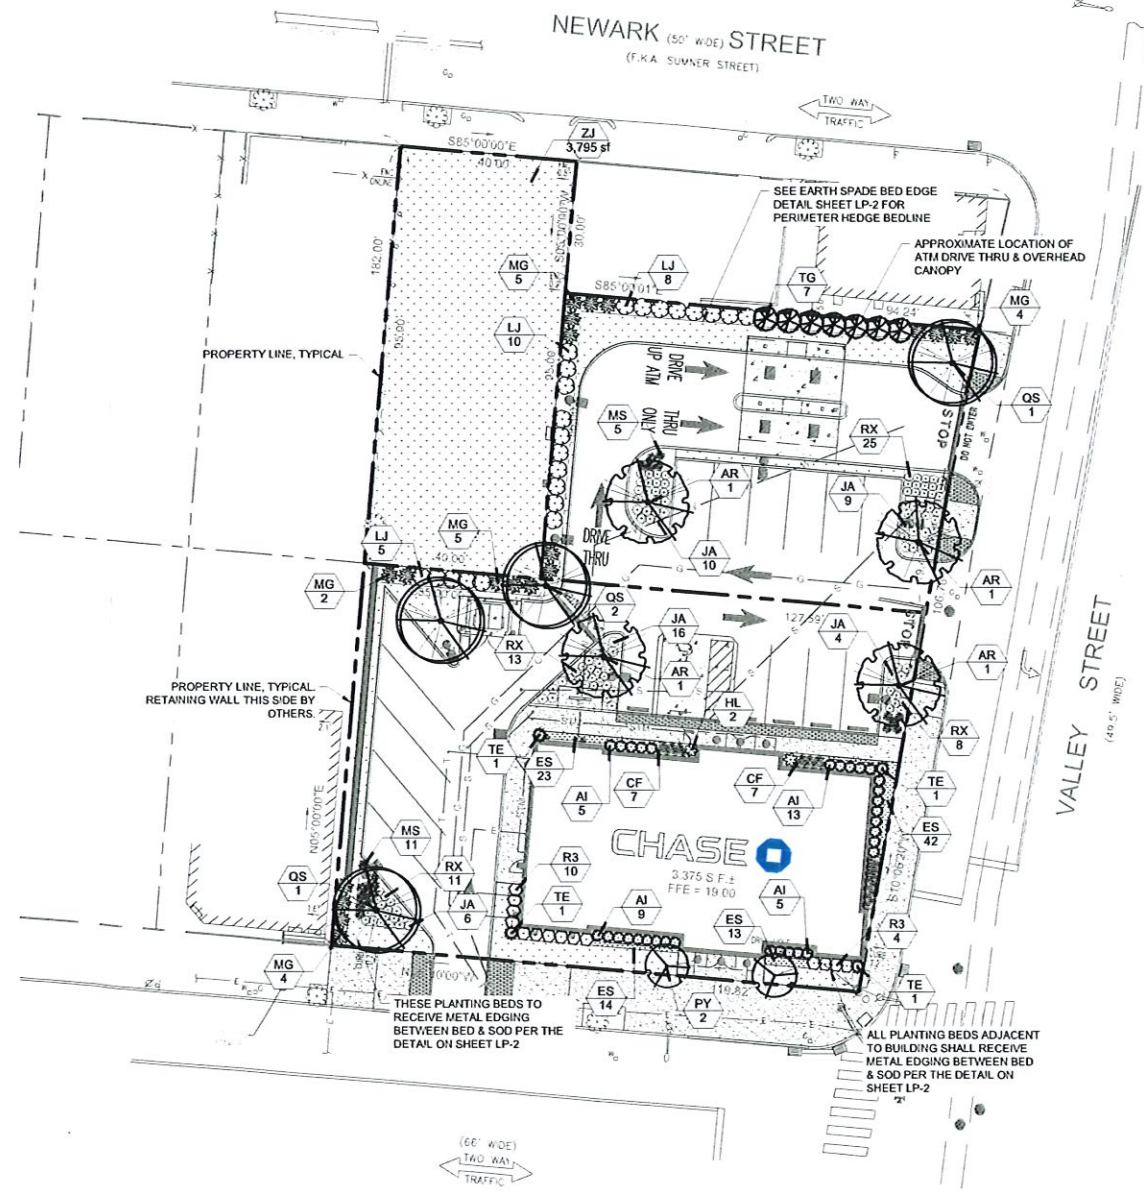 NEWARK (50' WIDE) STREET
(F.K.A. SUMNER STREET)
TWO WAY
TRAFFIC
ZJ
3,795 sf
S85°00'00"E
40.00'
30.00'
182.00'
SEE EARTH SPADE BED EDGE
DETAIL SHEET LP-2 FOR
PERIMETER HEDGE BEDLINE
APPROXIMATE LOCATION OF
ATM DRIVE THRU & OVERHEAD
CANOPY
MG
5
LJ
8
S85°00'01"E
TG
7
94.24'
MG
4
LJ
10
PROPERTY LINE, TYPICAL
95.90'
DRIVE
UP ATM
THRU
ONLY
MS
5
RX
25
STOP
DO NOT ENTER
QS
1
AR
1
JA
9
DRIVE
THRU
LJ
5
MG
5
40.00'
JA
10
AR
1
MG
2
QS
2
JA
16
127.59'
JA
4
STOP
RX
13
AR
1
AR
1
HL
2
PROPERTY LINE, TYPICAL.
RETAINING WALL THIS SIDE BY
OTHERS.
RX
8
VALLEY STREET
(49.5' WIDE)
TE
1
ES
23
CF
7
CF
7
AI
5
AI
13
TE
1
ES
42
N05°00'00"E
MS
11
CHASE
3,375 S.F.±
FFE = 19.00
QS
1
RX
11
JA
6
R3
10
TE
1
AI
9
ES
13
AI
5
R3
4
MG
4
119.82'
ES
14
PY
2
TE
1
THESE PLANTING BEDS TO
RECEIVE METAL EDGING
BETWEEN BED & SOD PER THE
DETAIL ON SHEET LP-2
ALL PLANTING BEDS ADJACENT
TO BUILDING SHALL RECEIVE
METAL EDGING BETWEEN BED
& SOD PER THE DETAIL ON
SHEET LP-2
(66' WIDE)
TWO WAY
TRAFFIC